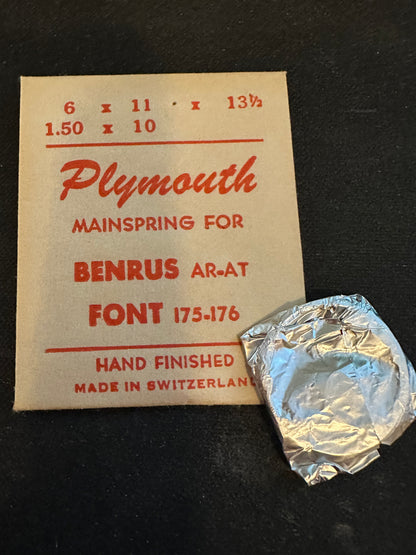 6 x 11 x 13½
1.50 x 10
Plymouth
MAINSPRING FOR
BENRUS AR-AT
FONT 175-176
HAND FINISHED
MADE IN SWITZERLAND